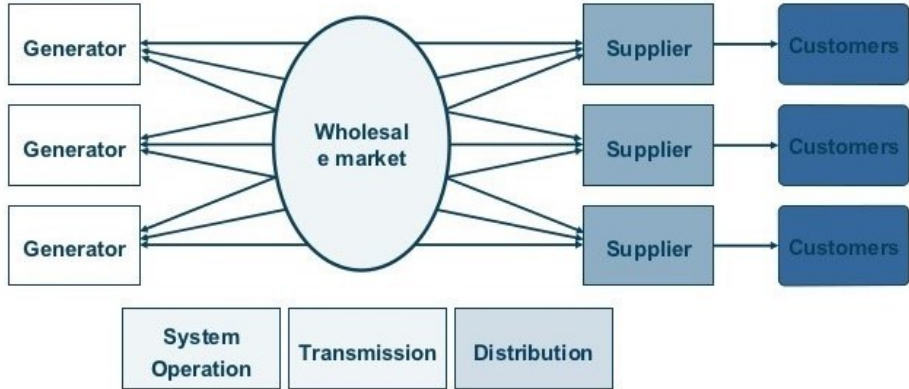 Generator
Supplier
Customers
Generator
Wholesal
e market
Supplier
Customers
Generator
Supplier
Customers
System
Operation
Transmission
Distribution